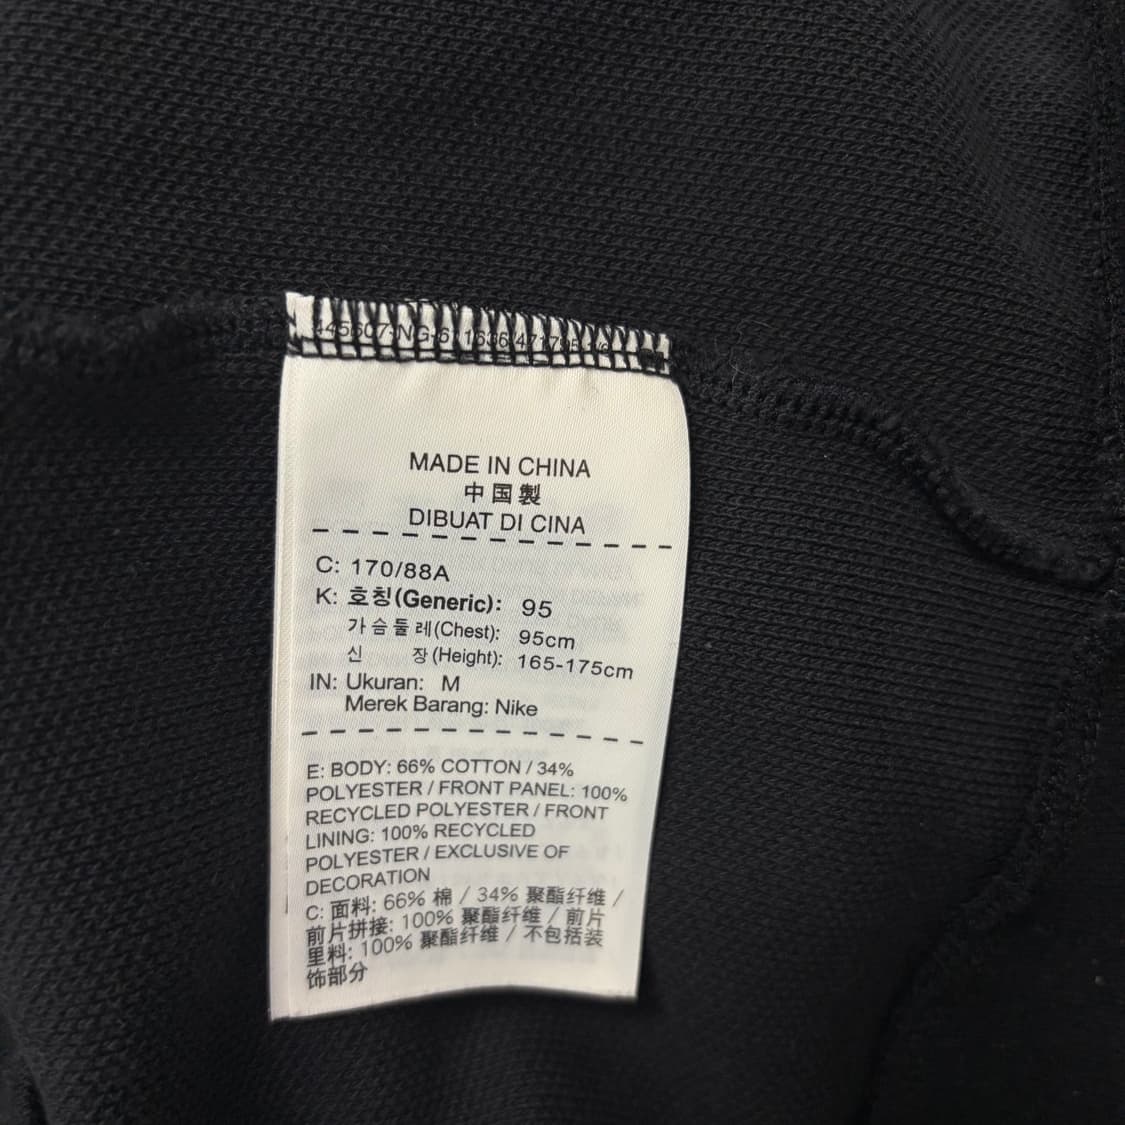 MADE IN CHINA
中国製
DIBUAT DI CINA
C: 170/88A
K: 호칭(Generic): 95
가슴둘레(Chest): 95cm
신 장(Height): 165-175cm
IN: Ukuran: M
Merek Barang: Nike
E: BODY: 66% COTTON / 34%
POLYESTER / FRONT PANEL: 100%
RECYCLED POLYESTER / FRONT
LINING: 100% RECYCLED
POLYESTER / EXCLUSIVE OF
DECORATION
C: 面料: 66% 棉 / 34% 聚酯纤维 /
前片拼接: 100% 聚酯纤维 / 前片
里料: 100% 聚酯纤维 / 不包括装
饰部分